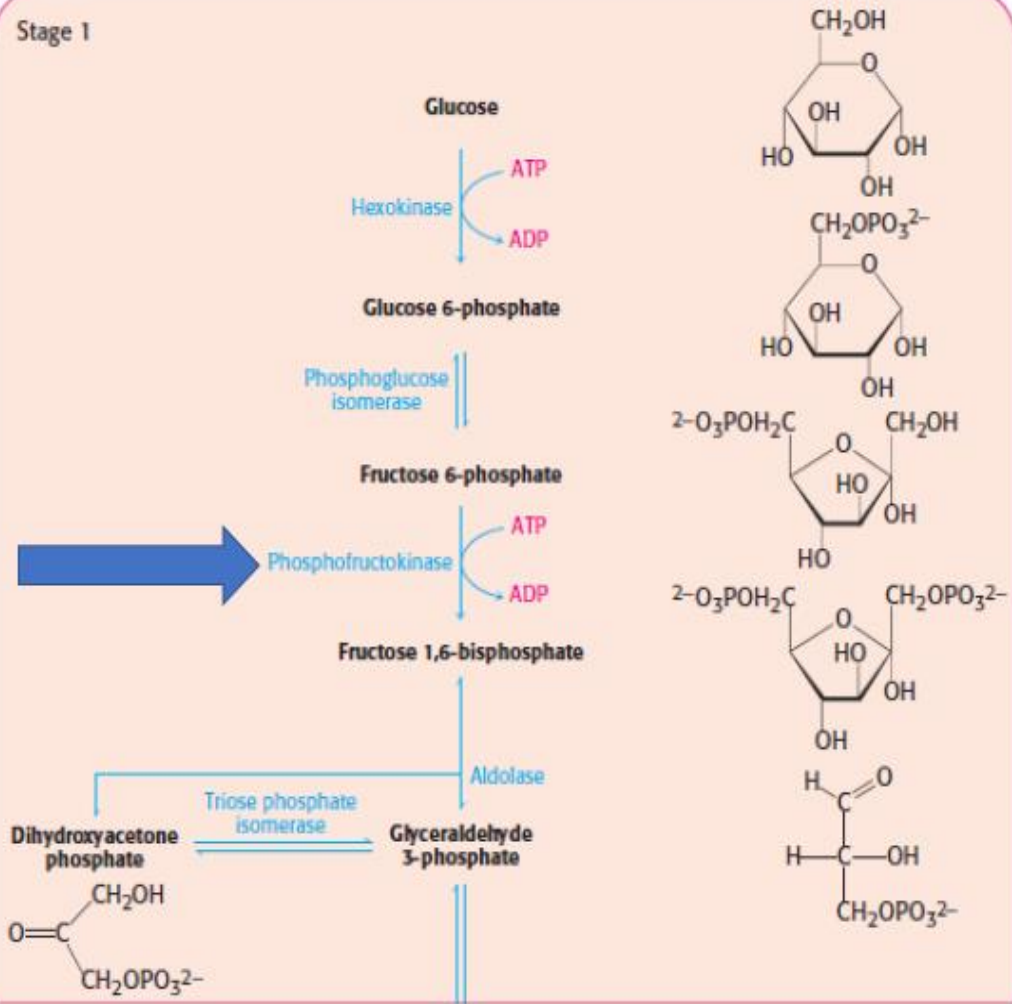 Stage 1
Glucose
ATP
Hexokinase
ADP
Glucose 6-phosphate
Phosphoglucose
isomerase
Fructose 6-phosphate
ATP
Phosphofructokinase
ADP
Fructose 1,6-bisphosphate
Aldolase
Triose phosphate
isomerase
Dihydroxyacetone
phosphate
Glyceraldehyde
3-phosphate
CH₂OH
O=C
CH₂OPO₃²⁻
CH₂OH
O
OH
HO
OH
OH
CH₂OPO₃²⁻
O
OH
HO
OH
OH
²⁻O₃POH₂C
CH₂OH
O
HO
OH
HO
²⁻O₃POH₂C
CH₂OPO₃²⁻
O
HO
OH
OH
H
O
C
H—C—OH
CH₂OPO₃²⁻